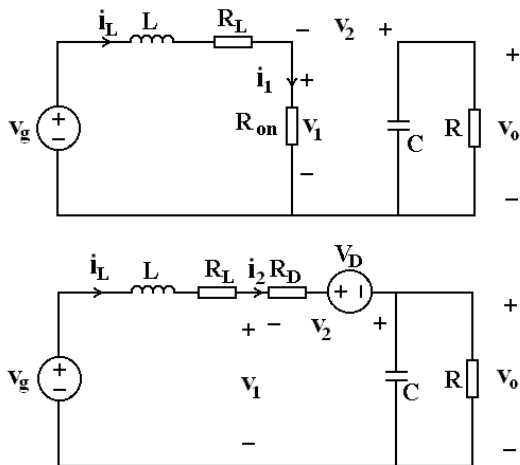 i_L L R_L − v_2 +
i_1 +
v_g + − R_on v_1 − C R + v_o −
i_L L R_L i_2 R_D V_D + −
+ − v_2 + +
v_g + − v_1 C R v_o
− −